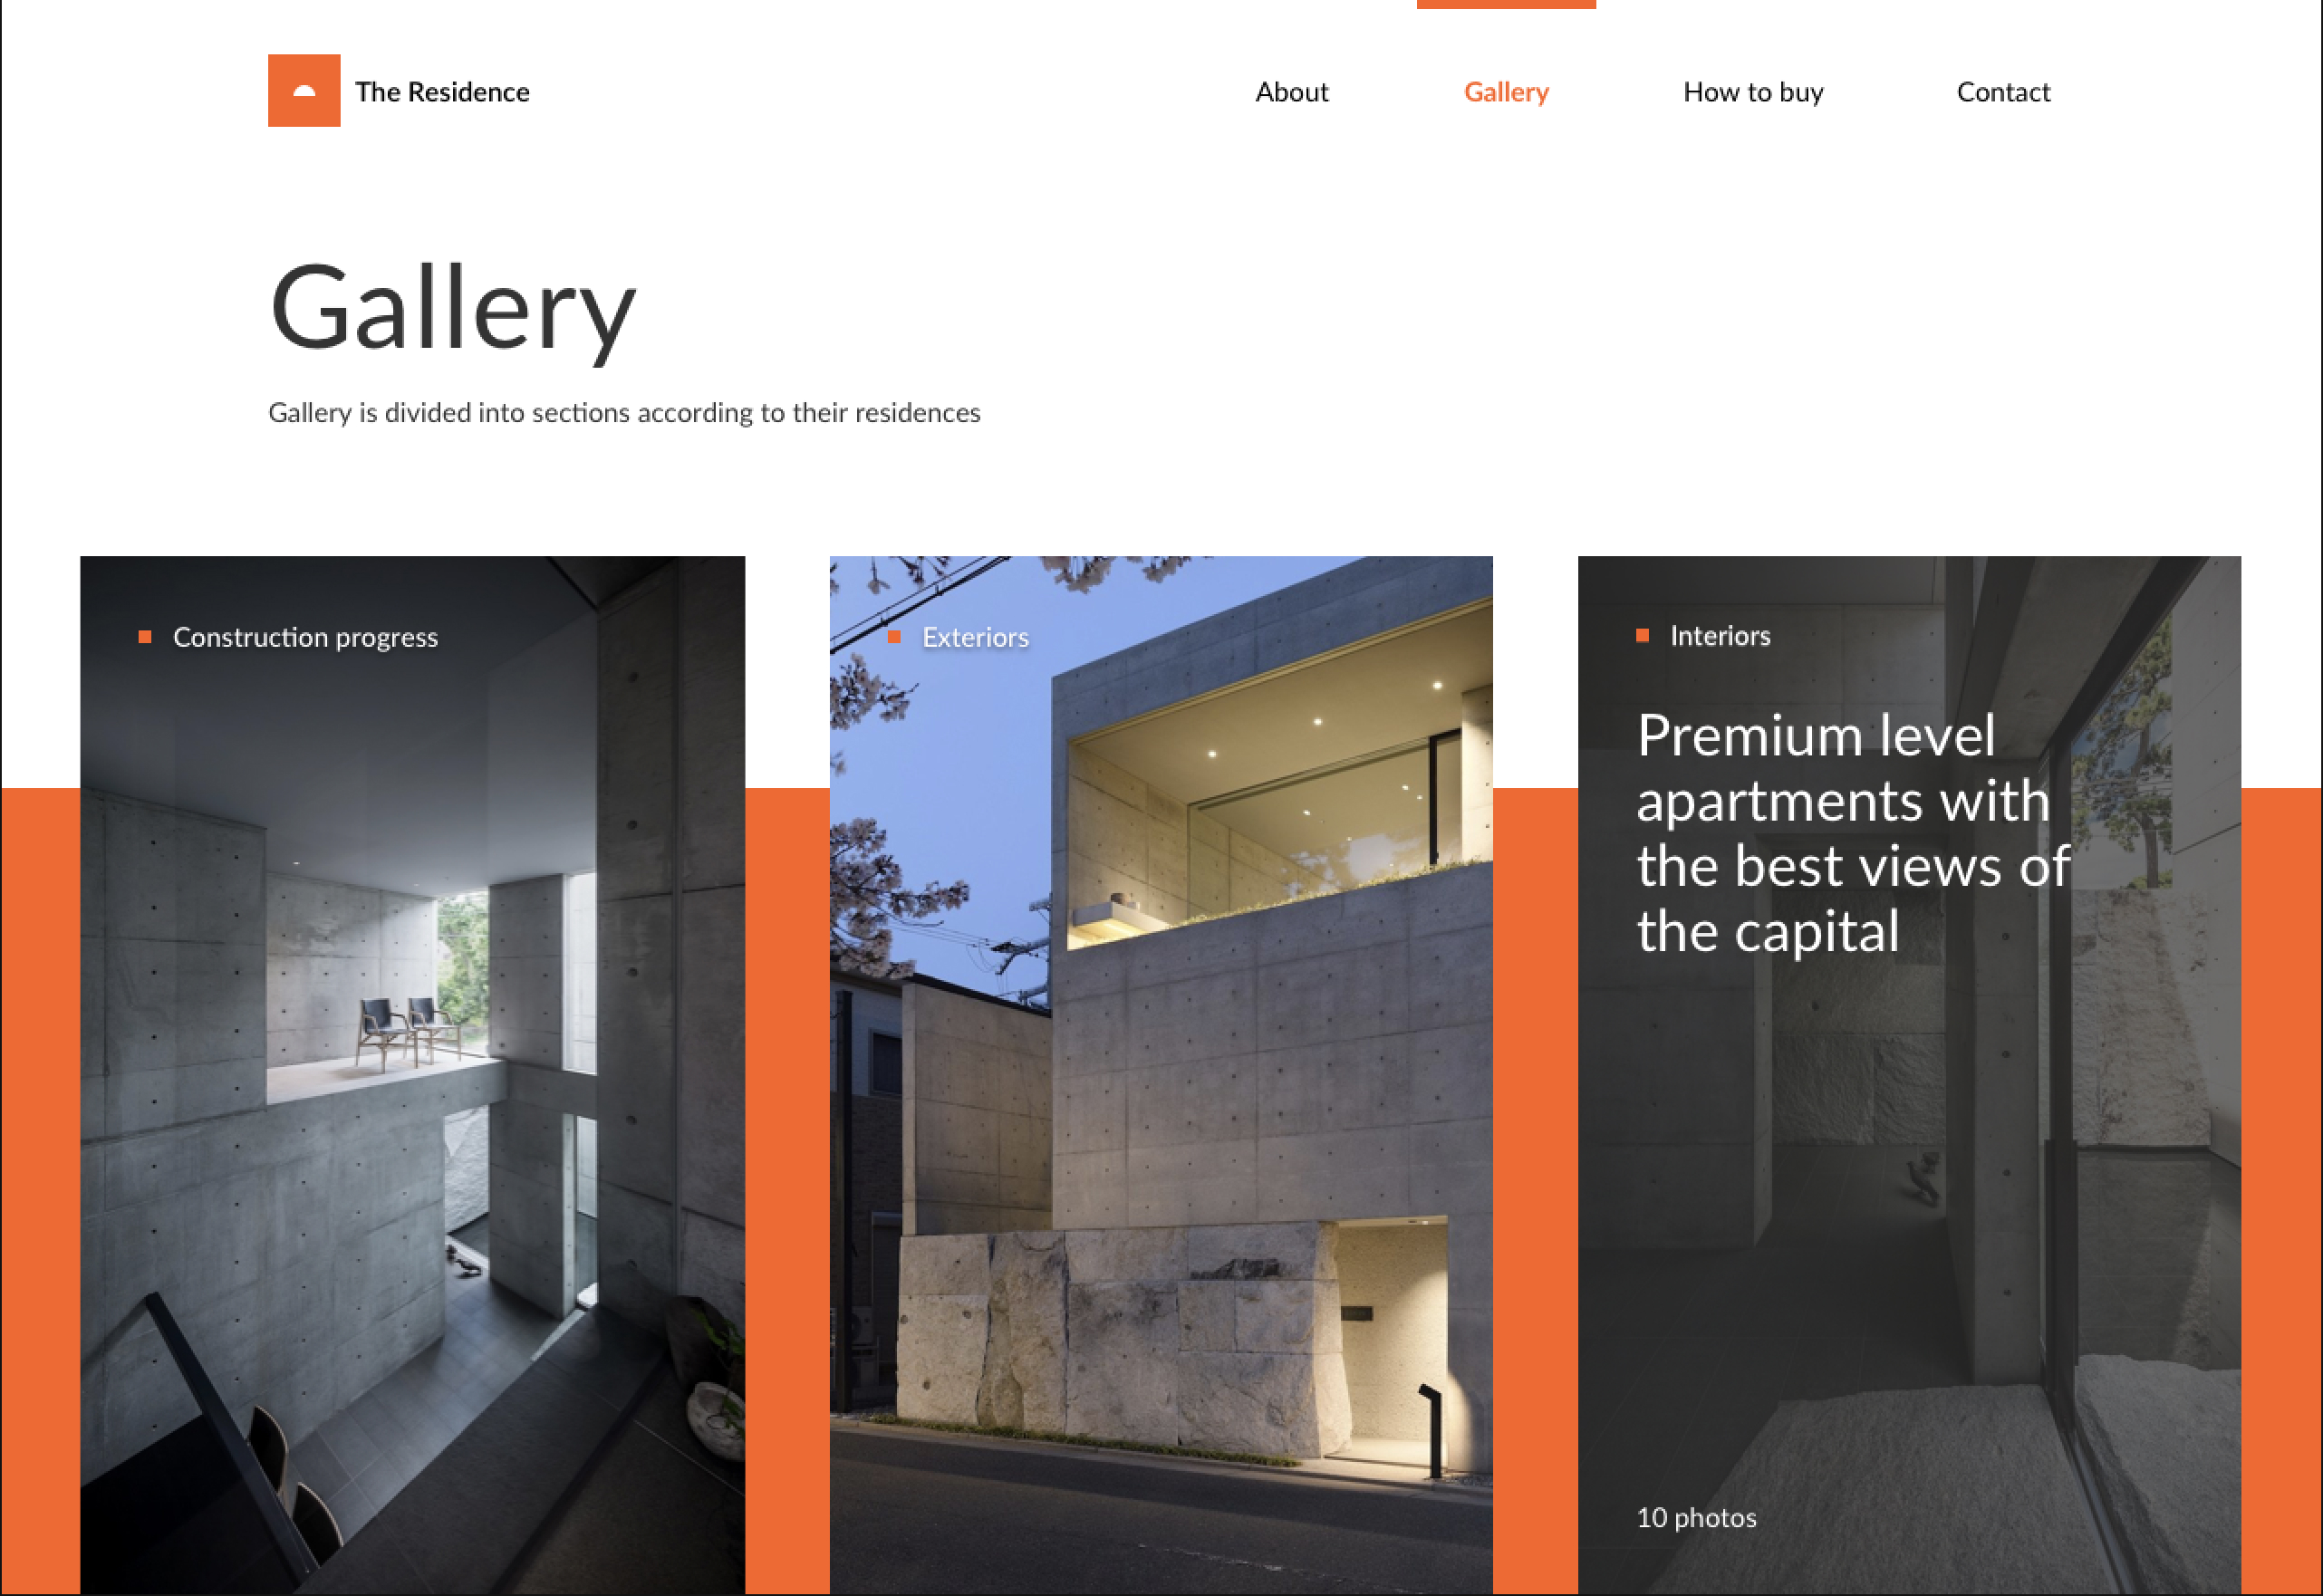 The Residence
About
Gallery
How to buy
Contact
Gallery
Gallery is divided into sections according to their residences
Construction progress
Exteriors
Interiors
Premium level
apartments with
the best views of
the capital
10 photos